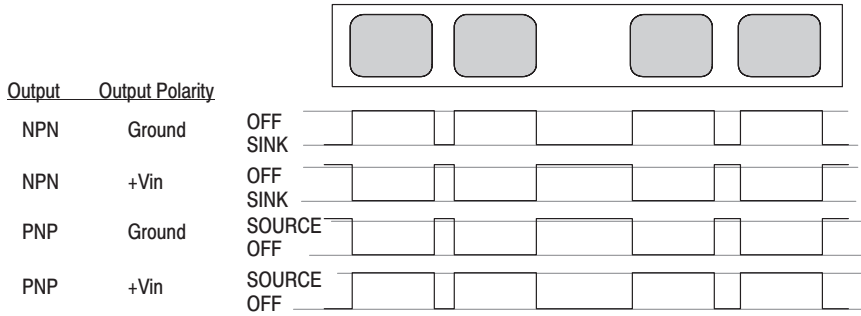 Output Output Polarity
NPN Ground OFF
SINK
NPN +Vin OFF
SINK
PNP Ground SOURCE
OFF
PNP +Vin SOURCE
OFF